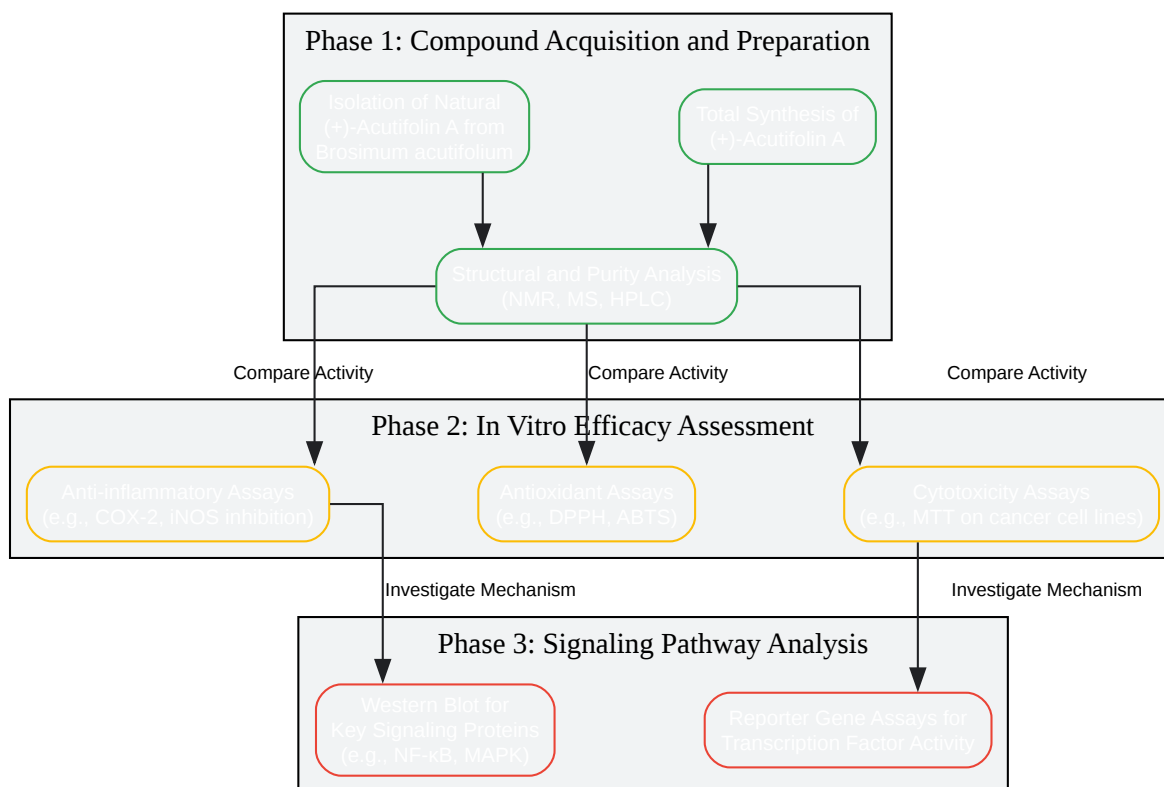 Phase 1: Compound Acquisition and Preparation
Isolation of Natural
(+)-Acutifolin A from
Brosimum acutifolium
Total Synthesis of
(+)-Acutifolin A
Structural and Purity Analysis
(NMR, MS, HPLC)
Compare Activity
Compare Activity
Compare Activity
Phase 2: In Vitro Efficacy Assessment
Anti-inflammatory Assays
(e.g., COX-2, iNOS inhibition)
Antioxidant Assays
(e.g., DPPH, ABTS)
Cytotoxicity Assays
(e.g., MTT on cancer cell lines)
Investigate Mechanism
Investigate Mechanism
Phase 3: Signaling Pathway Analysis
Western Blot for
Key Signaling Proteins
(e.g., NF-κB, MAPK)
Reporter Gene Assays for
Transcription Factor Activity